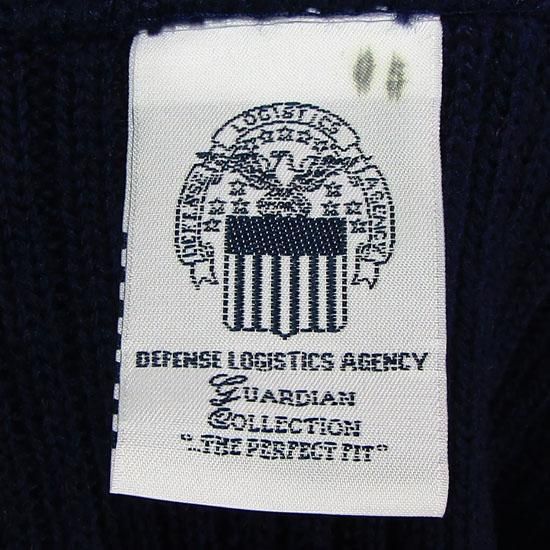 DEFENSE LOGISTICS AGENCY
DEFENSE LOGISTICS AGENCY
GUARDIAN
COLLECTION
"...THE PERFECT FIT"